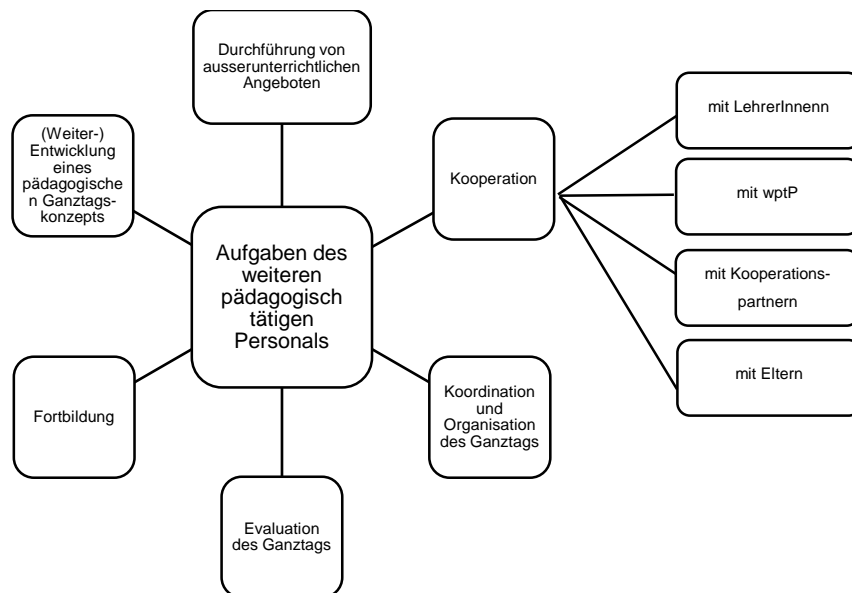 Durchführung von
ausserunterrichtlichen
Angeboten
mit LehrerInnenn
(Weiter-)
Entwicklung
eines
pädagogische
n Ganztags-
konzepts
Kooperation
mit wptP
Aufgaben des
weiteren
pädagogisch
tätigen
Personals
mit Kooperations-
partnern
mit Eltern
Fortbildung
Koordination
und
Organisation
des Ganztags
Evaluation
des Ganztags